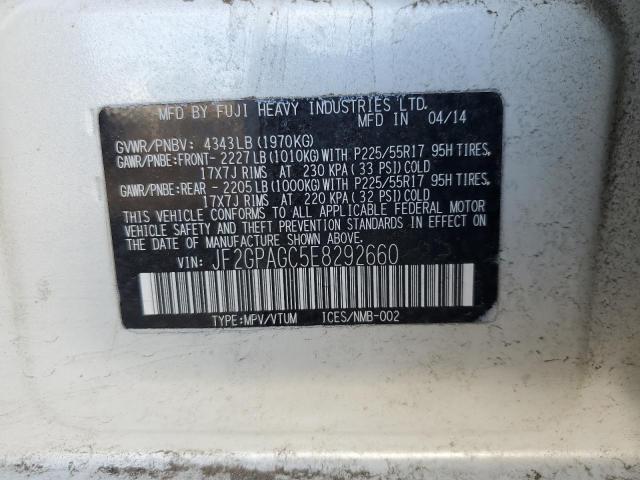 MFD BY FUJI HEAVY INDUSTRIES LTD.
MFD IN 04/14
GVWR/PNBV: 4343LB (1970KG)
GAWR/PNBE:FRONT- 2227LB(1010KG)WITH P225/55R17 95H TIRES,
17X7J RIMS AT 230 KPA (33 PSI)COLD
GAWR/PNBE:REAR - 2205LB(1000KG)WITH P225/55R17 95H TIRES,
17X7J RIMS AT 220 KPA (32 PSI)COLD
THIS VEHICLE CONFORMS TO ALL APPLICABLE FEDERAL MOTOR
VEHICLE SAFETY, BUMPER, AND THEFT PREVENTION STANDARDS
IN EFFECT ON THE DATE OF MANUFACTURE SHOWN ABOVE.
VIN: JF2GPAGC5E8292660
TYPE:MPV/VTUM ICES/NMB-002